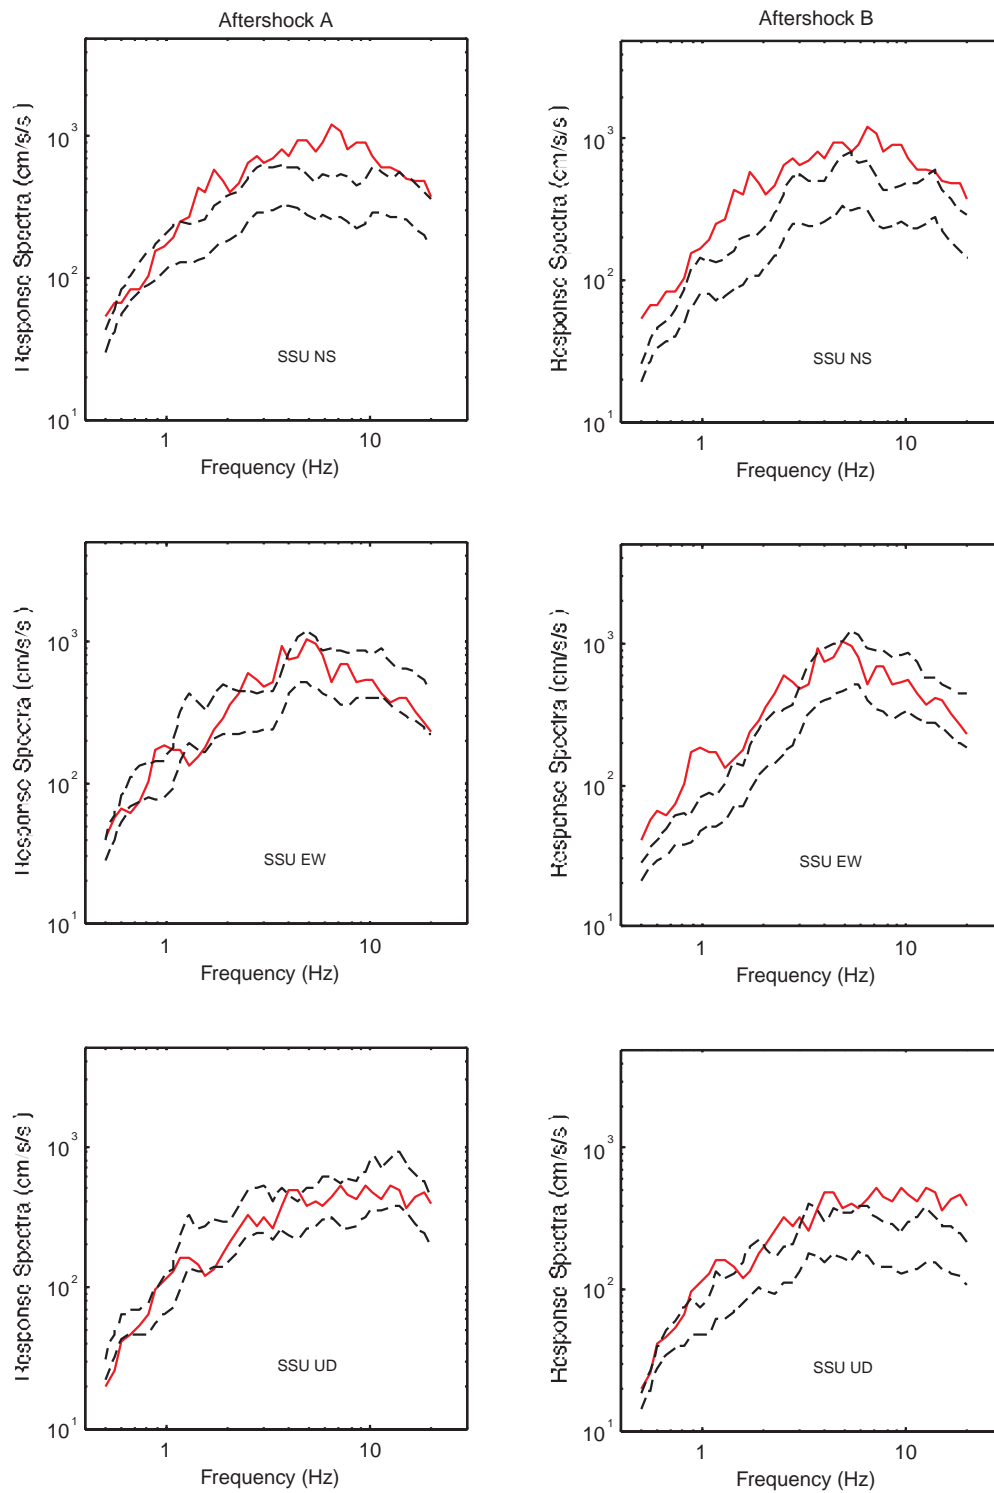 Aftershock A
Aftershock B
Response Spectra (cm/s/s )
10^3
10^2
10^1
SSU NS
1
10
Frequency (Hz)
Response Spectra (cm/s/s )
10^3
10^2
10^1
SSU NS
1
10
Frequency (Hz)
Response Spectra (cm/s/s )
10^3
10^2
10^1
SSU EW
1
10
Frequency (Hz)
Response Spectra (cm/s/s )
10^3
10^2
10^1
SSU EW
1
10
Frequency (Hz)
Response Spectra (cm/s/s )
10^3
10^2
10^1
SSU UD
1
10
Frequency (Hz)
Response Spectra (cm/s/s )
10^3
10^2
10^1
SSU UD
1
10
Frequency (Hz)